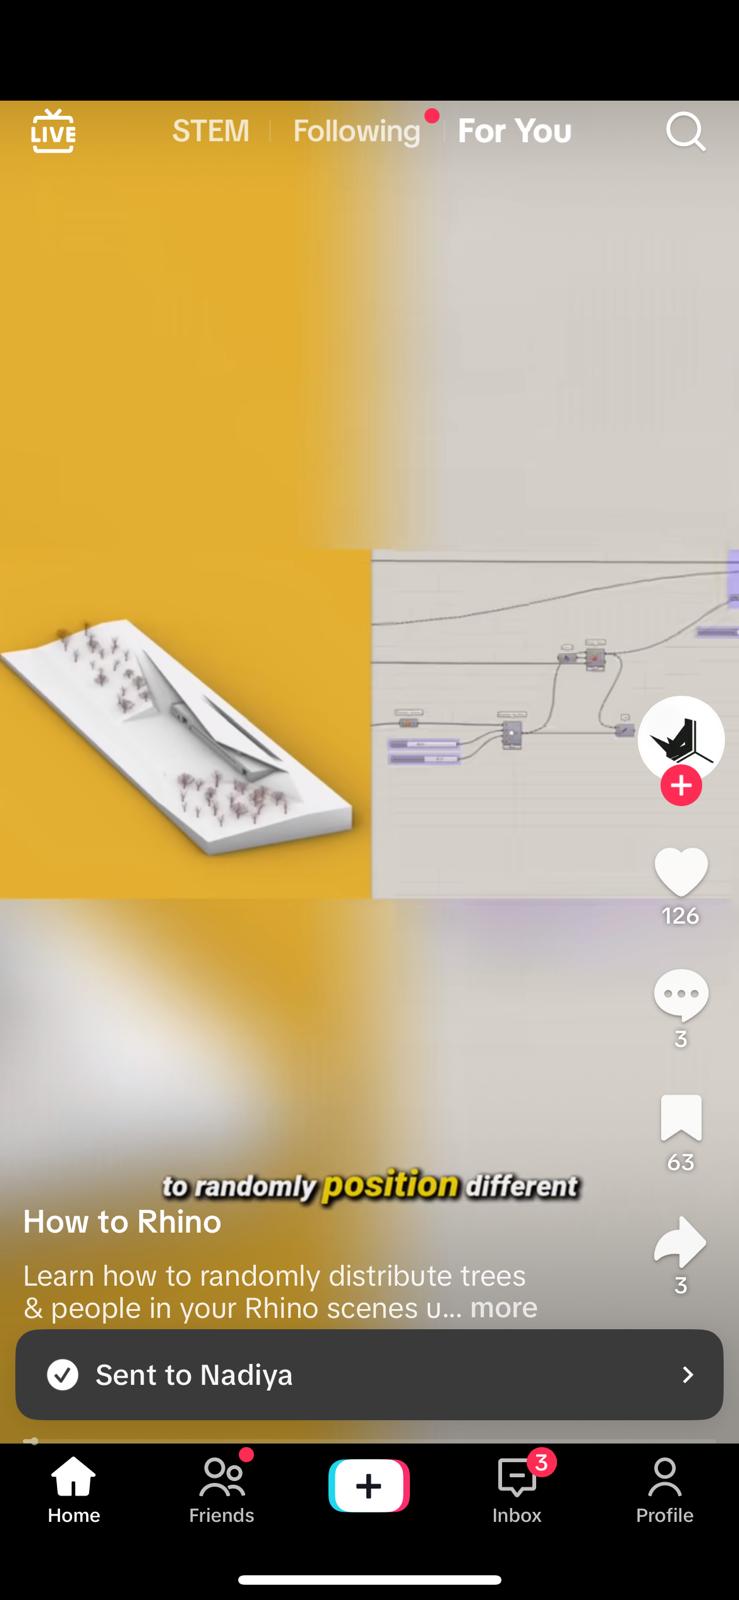 LIVE
STEM
Following
For You
126
3
63
to randomly position different
How to Rhino
3
Learn how to randomly distribute trees
& people in your Rhino scenes u... more
Sent to Nadiya
3
Home
Friends
Inbox
Profile